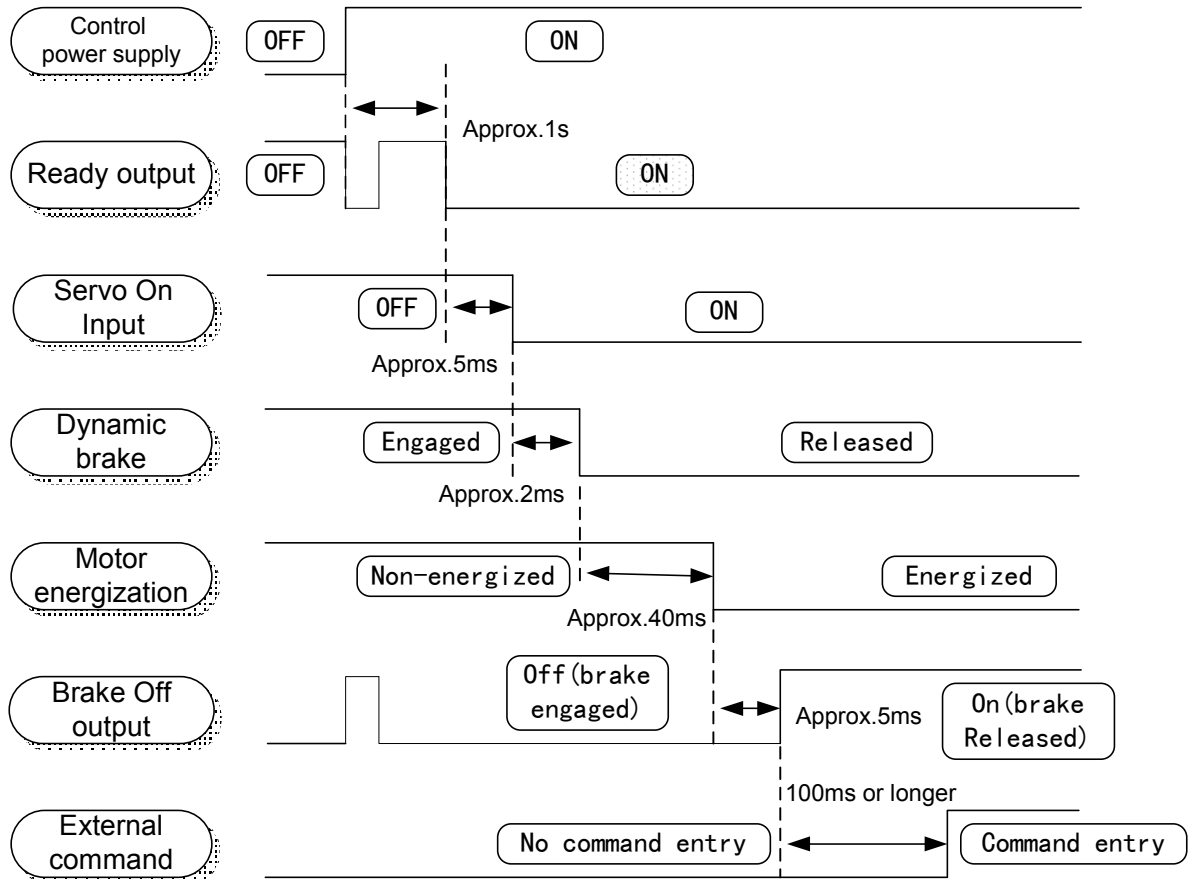 Control
power supply
OFF
ON
Approx.1s
Ready output
OFF
ON
Servo On
Input
OFF
ON
Approx.5ms
Dynamic
brake
Engaged
Released
Approx.2ms
Motor
energization
Non-energized
Energized
Approx.40ms
Brake Off
output
Off(brake
engaged)
Approx.5ms
On(brake
Released)
100ms or longer
External
command
No command entry
Command entry